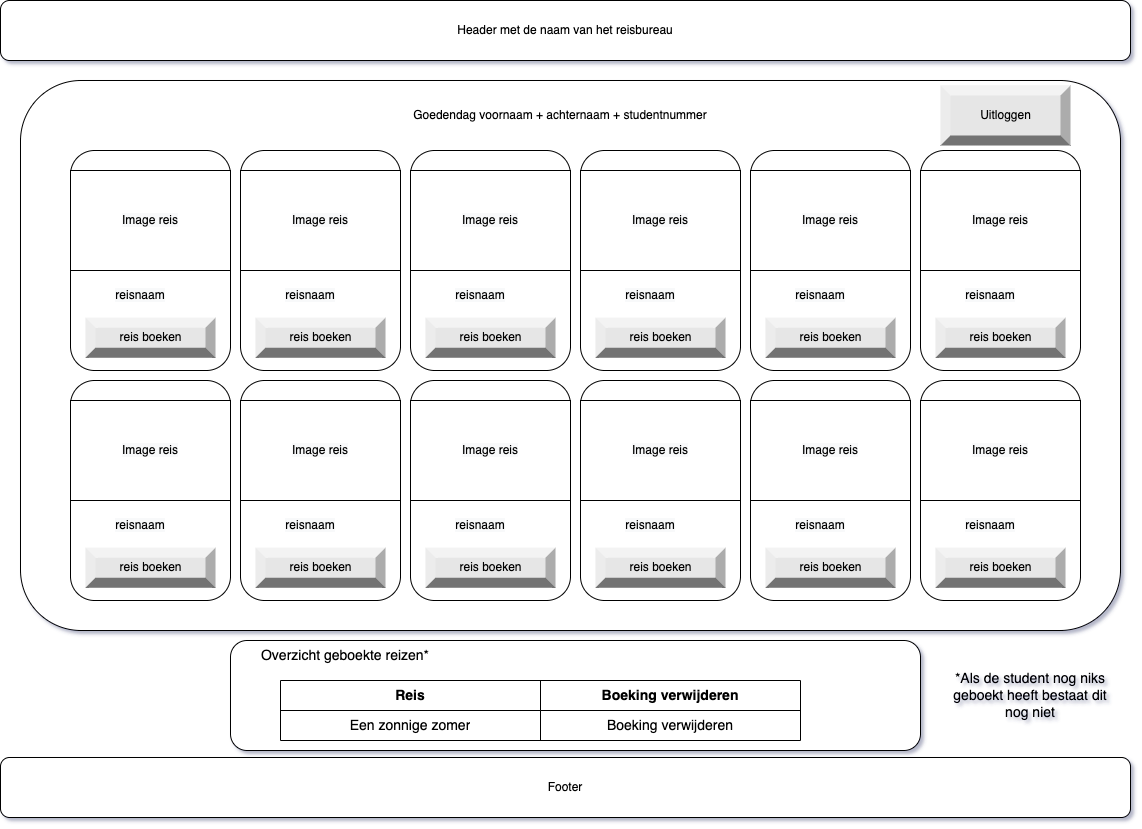 Header met de naam van het reisbureau
Goedendag voornaam + achternaam + studentnummer
Uitloggen
Image reis Image reis Image reis Image reis Image reis Image reis
reisnaam reisnaam reisnaam reisnaam reisnaam reisnaam
reis boeken reis boeken reis boeken reis boeken reis boeken reis boeken
Image reis Image reis Image reis Image reis Image reis Image reis
reisnaam reisnaam reisnaam reisnaam reisnaam reisnaam
reis boeken reis boeken reis boeken reis boeken reis boeken reis boeken
Overzicht geboekte reizen*
Reis Boeking verwijderen
Een zonnige zomer Boeking verwijderen
*Als de student nog niks
geboekt heeft bestaat dit
nog niet
Footer